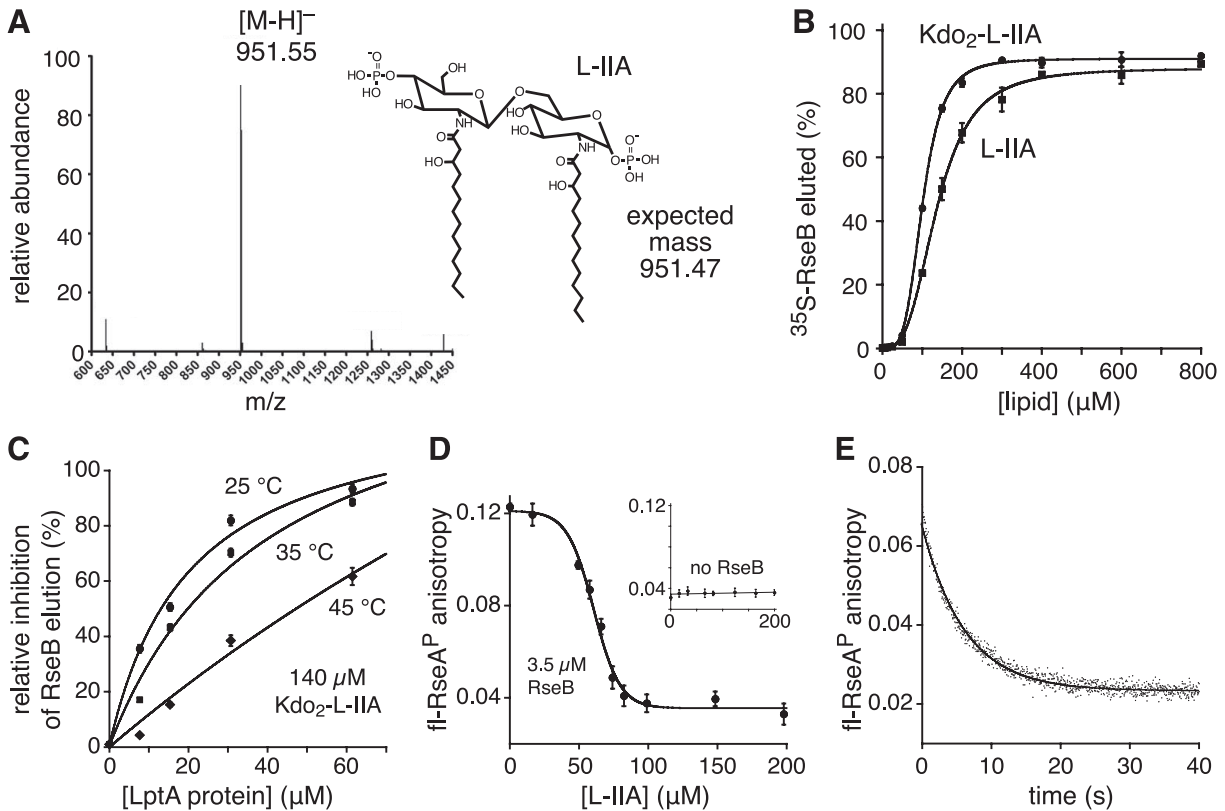 A
[M-H]⁻
951.55
100
80
60
40
20
0
relative abundance
600 650 700 750 800 850 900 950 1000 1050 1100 1150 1200 1250 1300 1350 1400 1450
m/z
L-IIA
expected
mass
951.47
B
Kdo₂-L-IIA
L-IIA
100
80
60
40
20
0
³⁵S-RseB eluted (%)
0 200 400 600 800
[lipid] (µM)
C
100
80
60
40
20
0
relative inhibition
of RseB elution (%)
25 °C
35 °C
45 °C
140 µM
Kdo₂-L-IIA
0 20 40 60
[LptA protein] (µM)
D
0.12
0.08
0.04
fl-RseAᴾ anisotropy
0.12
0.04
no RseB
0 200
3.5 µM
RseB
0 50 100 150 200
[L-IIA] (µM)
E
0.08
0.06
0.04
0.02
fl-RseAᴾ anisotropy
0 10 20 30 40
time (s)